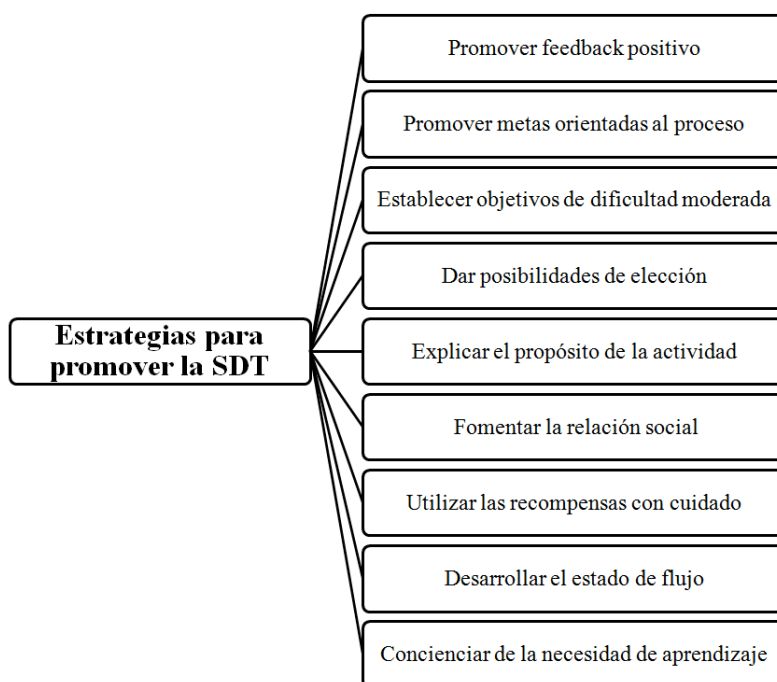 Promover feedback positivo
Promover metas orientadas al proceso
Establecer objetivos de dificultad moderada
Dar posibilidades de elección
Estrategias para
promover la SDT
Explicar el propósito de la actividad
Fomentar la relación social
Utilizar las recompensas con cuidado
Desarrollar el estado de flujo
Concienciar de la necesidad de aprendizaje